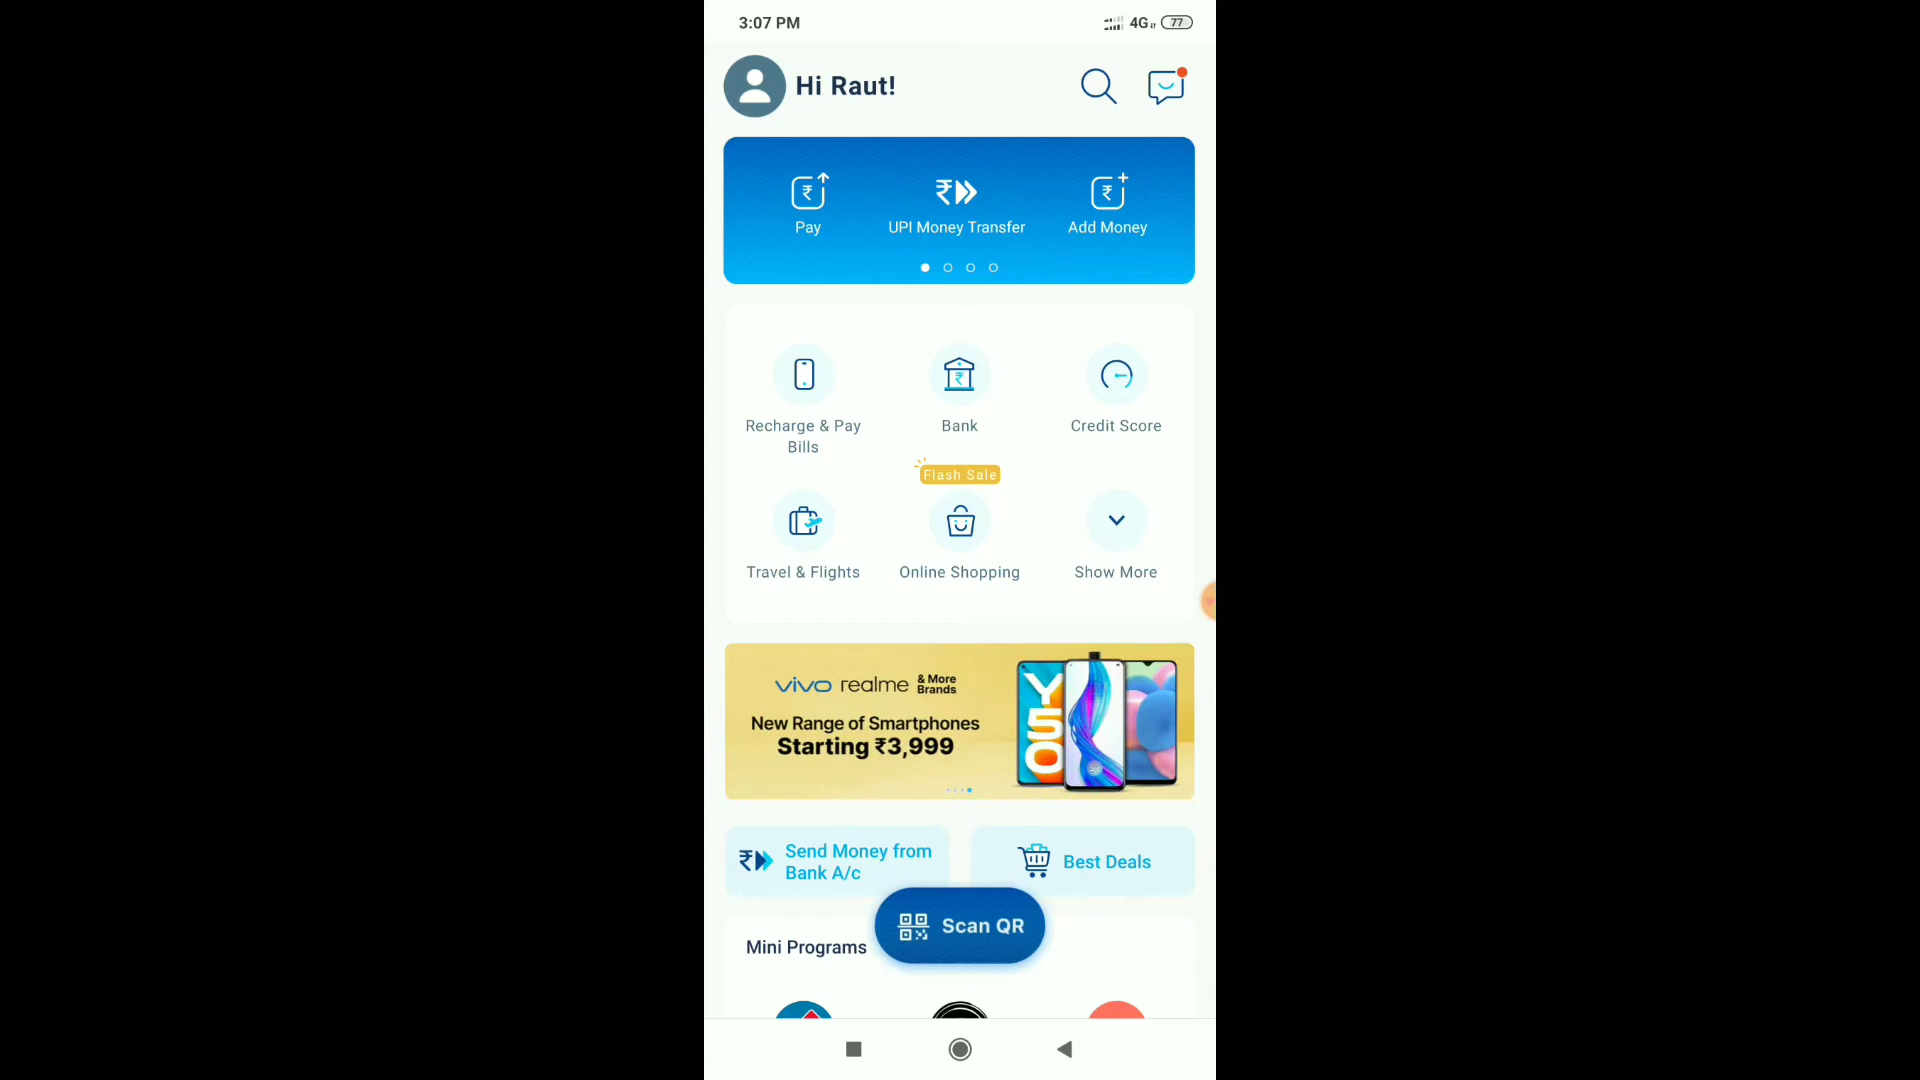 3:07 PM
4G 77
Hi Raut!
Pay
UPI Money Transfer
Add Money
Recharge & Pay
Bills
Bank
Credit Score
Flash Sale
Travel & Flights
Online Shopping
Show More
vivo realme & More
Brands
New Range of Smartphones
Starting ₹3,999
Y50
Send Money from
Bank A/c
Best Deals
Scan QR
Mini Programs